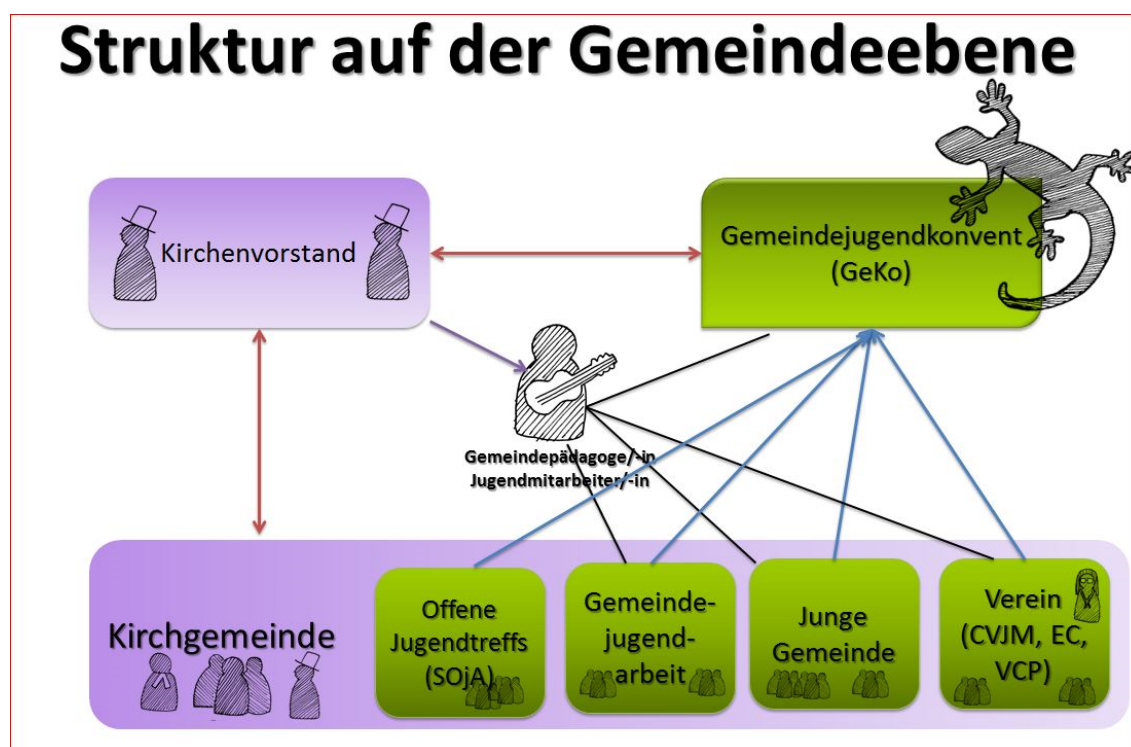 Struktur auf der Gemeindeebene
Kirchenvorstand
Gemeindejugendkonvent
(GeKo)
Gemeindepädagoge/-in
Jugendmitarbeiter/-in
Kirchgemeinde
Offene
Jugendtreffs
(SOjA)
Gemeinde-
jugend-
arbeit
Junge
Gemeinde
Verein
(CVJM, EC,
VCP)